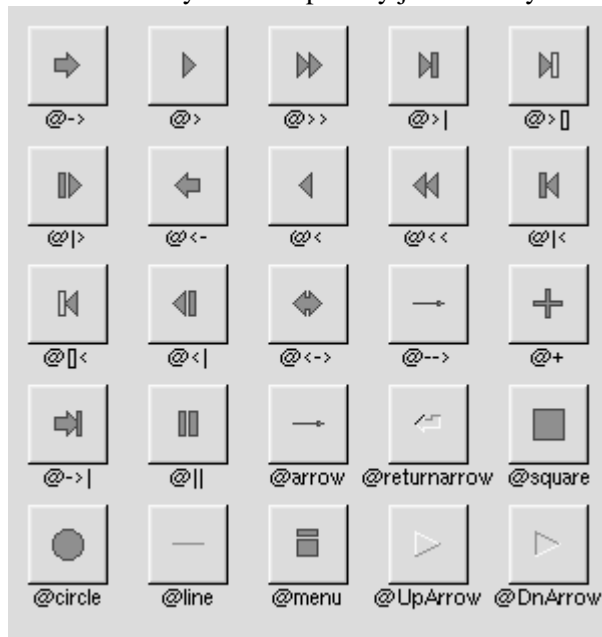 @-> @> @>> @>| @>[]
@|> @<- @< @<< @|<
@[]< @<| @<-> @--> @+
@->| @|| @arrow @returnarrow @square
@circle @line @menu @UpArrow @DnArrow